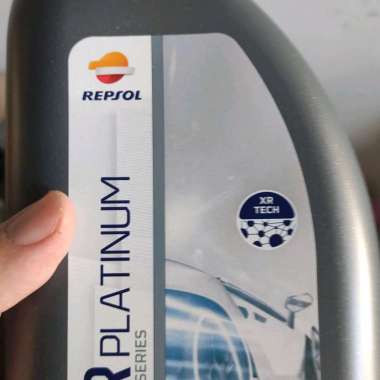 REPSOL
XR
TECH
R PLATINUM
SERIES